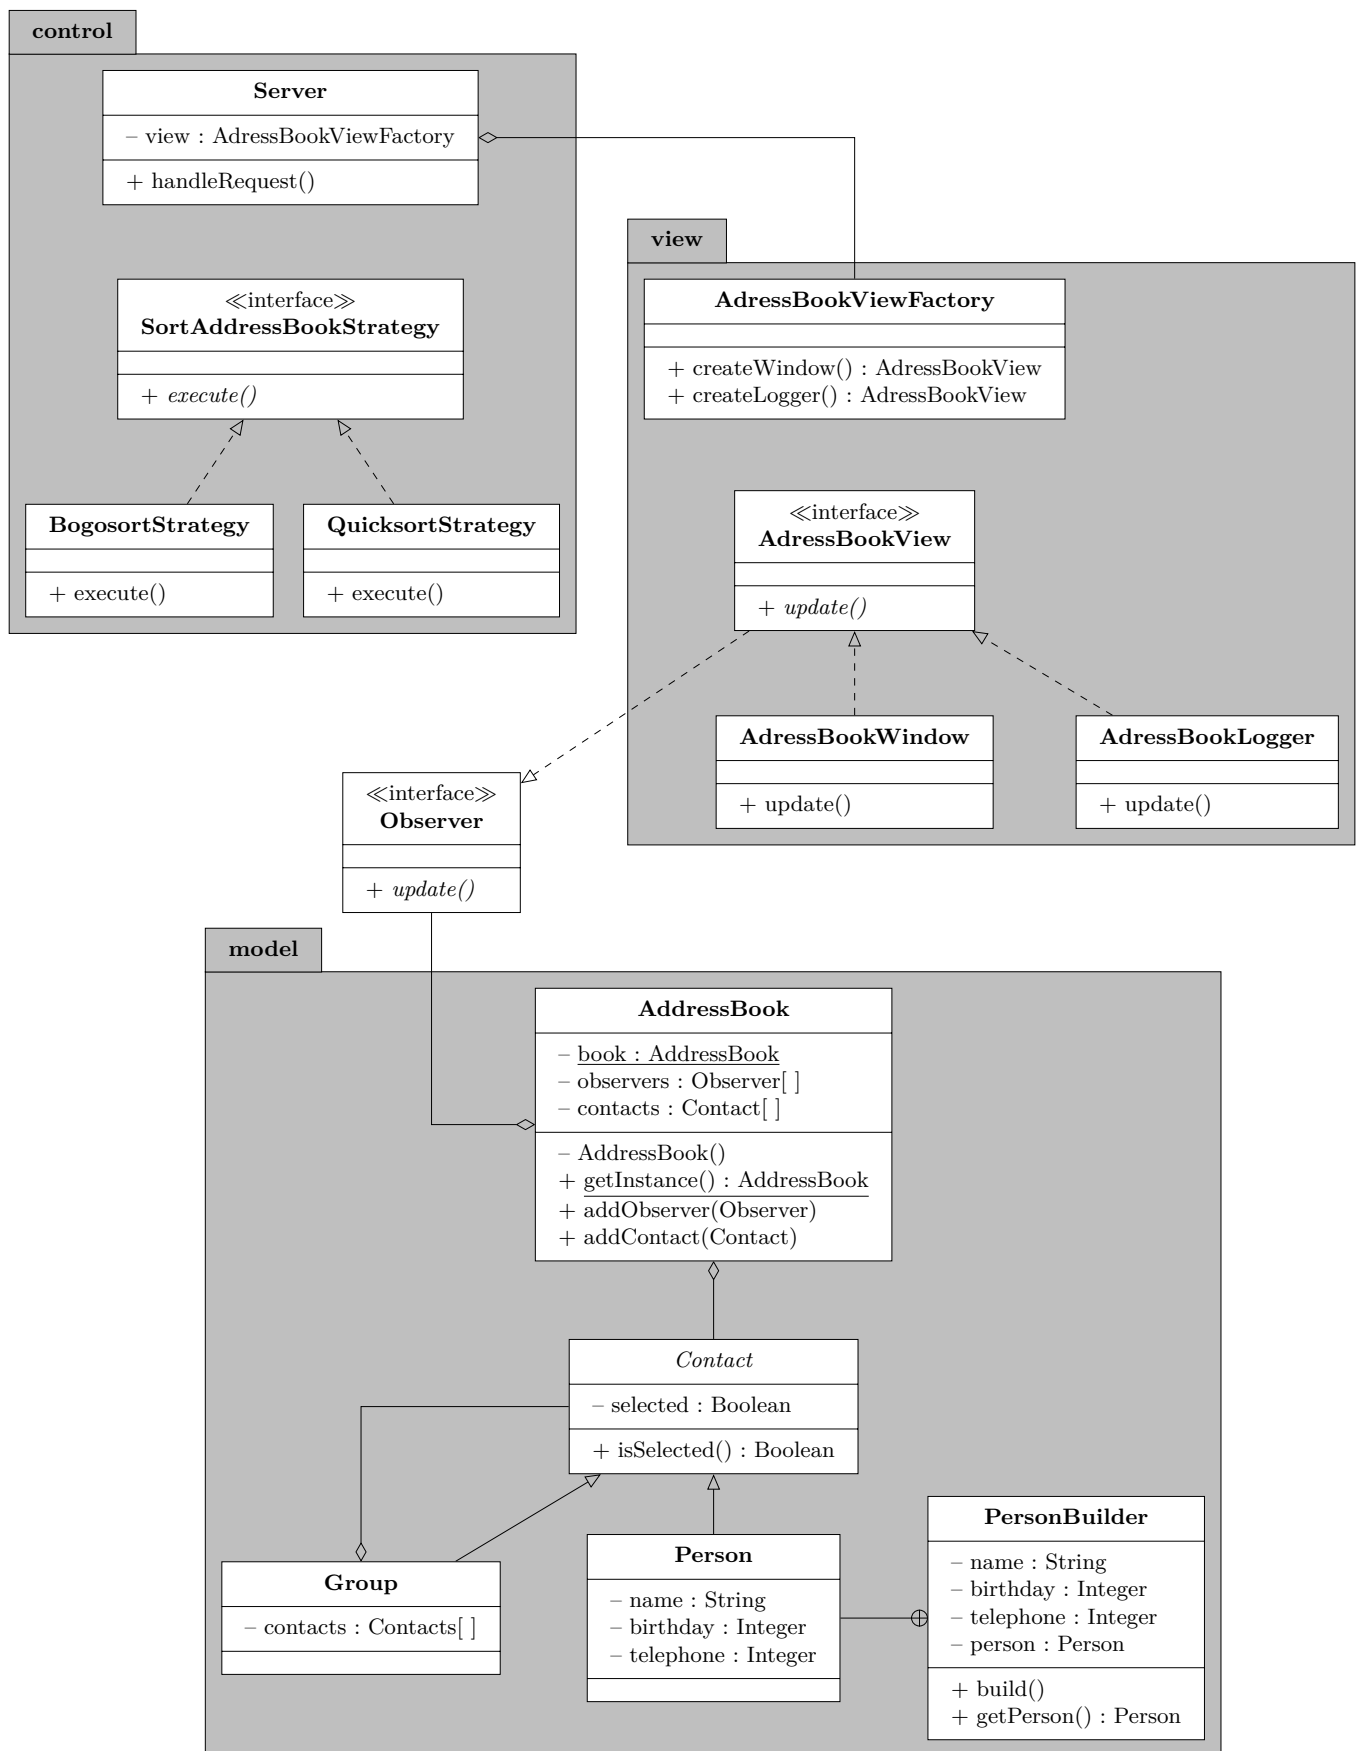 control
Server
– view : AdressBookViewFactory
+ handleRequest()
≪interface≫
SortAddressBookStrategy
+ execute()
BogosortStrategy
+ execute()
QuicksortStrategy
+ execute()
view
AdressBookViewFactory
+ createWindow() : AdressBookView
+ createLogger() : AdressBookView
≪interface≫
AdressBookView
+ update()
AdressBookWindow
+ update()
AdressBookLogger
+ update()
≪interface≫
Observer
+ update()
model
AddressBook
– book : AddressBook
– observers : Observer[ ]
– contacts : Contact[ ]
– AddressBook()
+ getInstance() : AddressBook
+ addObserver(Observer)
+ addContact(Contact)
Contact
– selected : Boolean
+ isSelected() : Boolean
Group
– contacts : Contacts[ ]
Person
– name : String
– birthday : Integer
– telephone : Integer
PersonBuilder
– name : String
– birthday : Integer
– telephone : Integer
– person : Person
+ build()
+ getPerson() : Person